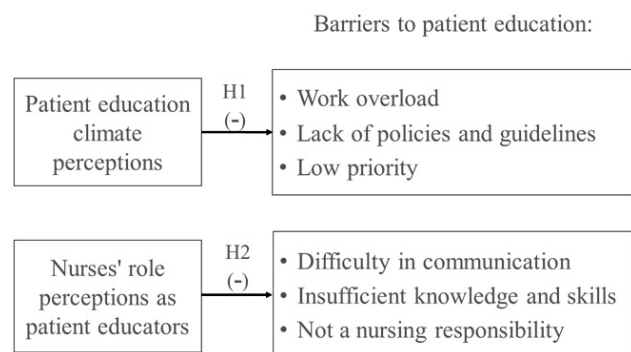 Barriers to patient education:
Patient education
climate
perceptions
H1
(-)
• Work overload
• Lack of policies and guidelines
• Low priority
Nurses' role
perceptions as
patient educators
H2
(-)
• Difficulty in communication
• Insufficient knowledge and skills
• Not a nursing responsibility